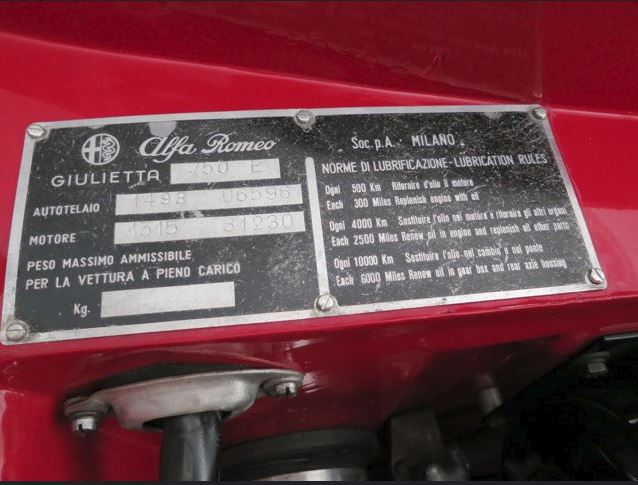 Alfa Romeo
GIULIETTA 750 E
AUTOTELAIO 1493 06596
MOTORE 1315 31230
PESO MASSIMO AMMISSIBILE
PER LA VETTURA A PIENO CARICO
Kg.
Soc. p. A. - MILANO.
NORME DI LUBRIFICAZIONE - LUBRICATION RULES
Ogni 500 Km Rifornire l'olio il motore
Each 300 Miles Replenish engine with oil
Ogni 4000 Km Sostituire l'olio nel motore e rifornire gli altri organi
Each 2500 Miles Renew oil in engine and replenish all other parts
Ogni 10000 Km Sostituire l'olio nel cambio e nel ponte
Each 6000 Miles Renew oil in gear box and rear axle housing